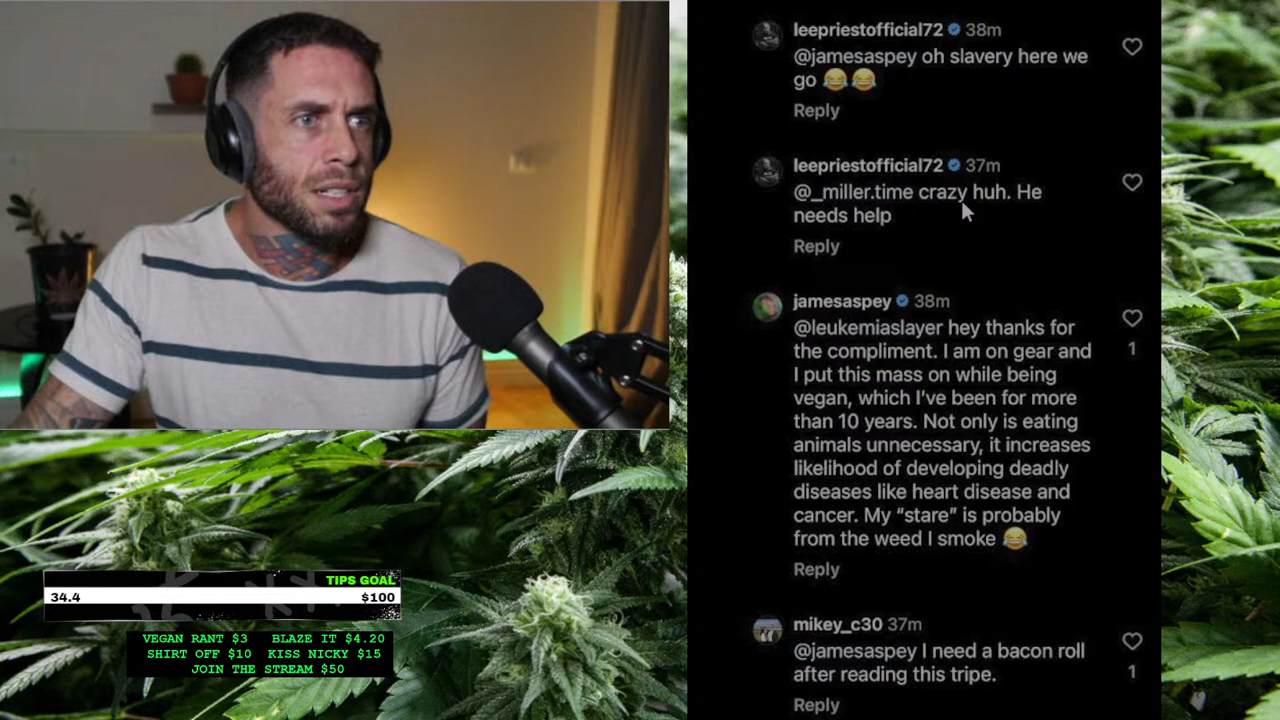 leepriestofficial72 38m
@jamesaspey oh slavery here we
go 😂😂
Reply
leepriestofficial72 37m
@_miller.time crazy huh. He
needs help
Reply
jamesaspey 38m
@leukemiaslayer hey thanks for
the compliment. I am on gear and
I put this mass on while being
vegan, which I’ve been for more
than 10 years. Not only is eating
animals unnecessary, it increases
likelihood of developing deadly
diseases like heart disease and
cancer. My “stare” is probably
from the weed I smoke 😂
1
Reply
mikey_c30 37m
@jamesaspey I need a bacon roll
after reading this tripe.
1
Reply
TIPS GOAL
34.4 $100
VEGAN RANT $3 BLAZE IT $4.20
SHIRT OFF $10 KISS NICKY $15
JOIN THE STREAM $50